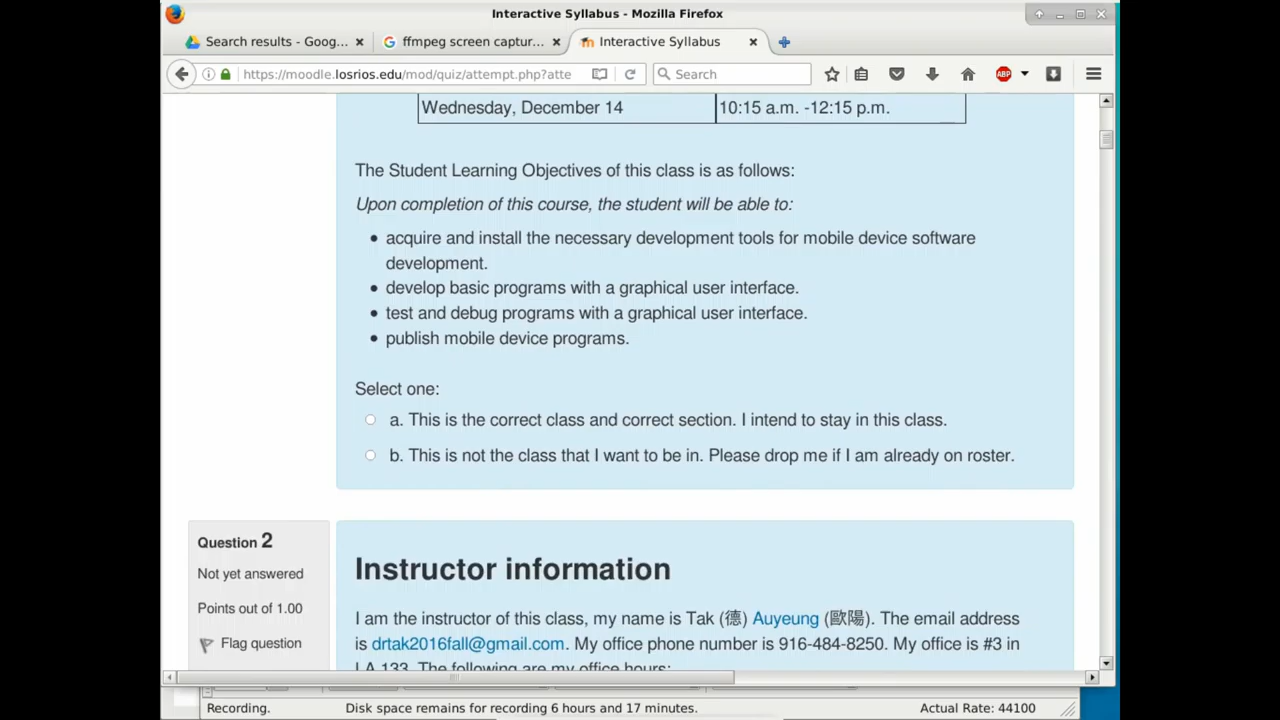 Interactive Syllabus - Mozilla Firefox
Search results - Goog... ffmpeg screen captur... Interactive Syllabus
https://moodle.losrios.edu/mod/quiz/attempt.php?atte Search ABP
Wednesday, December 14 10:15 a.m. -12:15 p.m.
The Student Learning Objectives of this class is as follows:
Upon completion of this course, the student will be able to:
acquire and install the necessary development tools for mobile device software
development.
develop basic programs with a graphical user interface.
test and debug programs with a graphical user interface.
publish mobile device programs.
Select one:
a. This is the correct class and correct section. I intend to stay in this class.
b. This is not the class that I want to be in. Please drop me if I am already on roster.
Question 2
Not yet answered
Points out of 1.00
Flag question
Instructor information
I am the instructor of this class, my name is Tak (德) Auyeung (歐陽). The email address
is drtak2016fall@gmail.com. My office phone number is 916-484-8250. My office is #3 in
LA 133. The following are my office hours:
Recording. Disk space remains for recording 6 hours and 17 minutes. Actual Rate: 44100